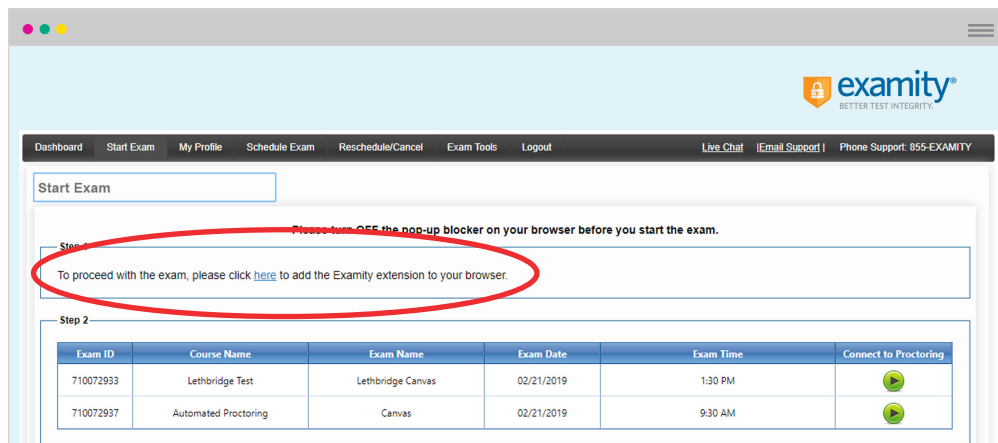 examity®
BETTER TEST INTEGRITY.
Dashboard Start Exam My Profile Schedule Exam Reschedule/Cancel Exam Tools Logout Live Chat |Email Support | Phone Support: 855-EXAMITY
Start Exam
Please turn OFF the pop-up blocker on your browser before you start the exam.
Step 1
To proceed with the exam, please click here to add the Examity extension to your browser.
Step 2
Exam ID Course Name Exam Name Exam Date Exam Time Connect to Proctoring
710072933 Lethbridge Test Lethbridge Canvas 02/21/2019 1:30 PM
710072937 Automated Proctoring Canvas 02/21/2019 9:30 AM